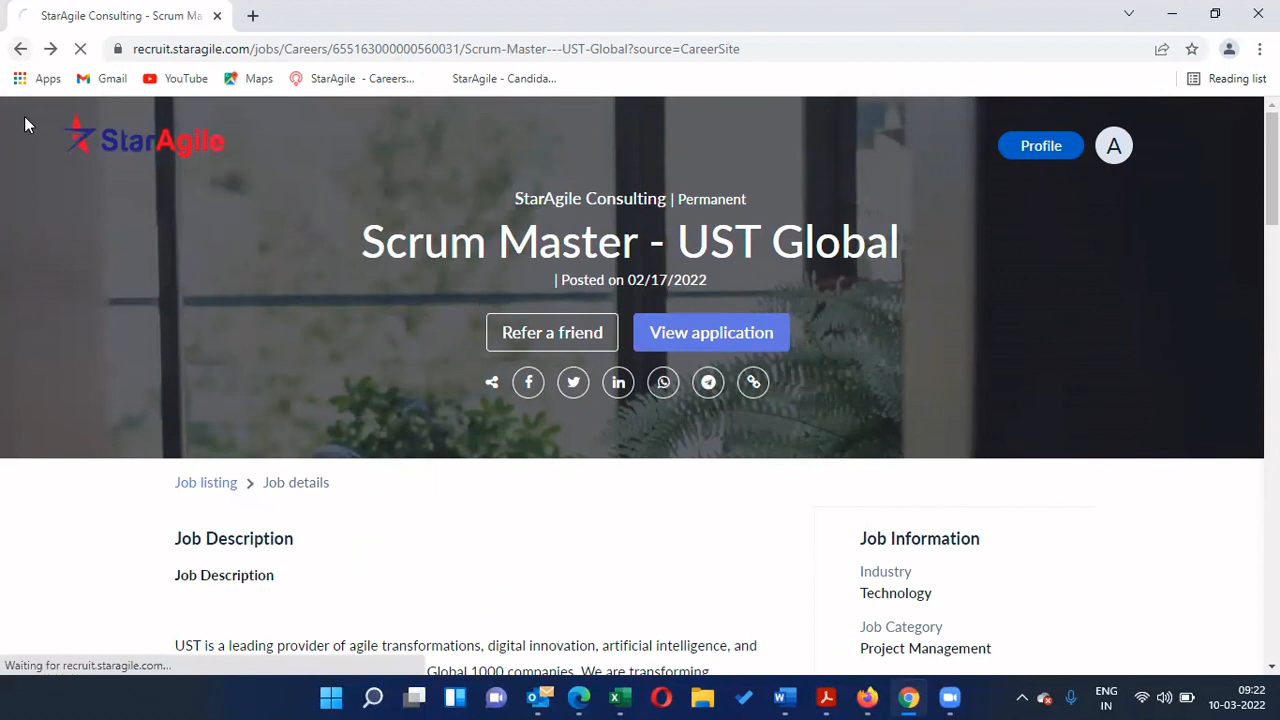 StarAgile Consulting - Scrum Ma
recruit.staragile.com/jobs/Careers/655163000000560031/Scrum-Master---UST-Global?source=CareerSite
Apps Gmail YouTube Maps StarAgile - Careers... StarAgile - Candida... Reading list
StarAgile
Profile A
StarAgile Consulting | Permanent
Scrum Master - UST Global
| Posted on 02/17/2022
Refer a friend View application
Job listing > Job details
Job Description
Job Description
UST is a leading provider of agile transformations, digital innovation, artificial intelligence, and
Global 1000 companies. We are transforming
Job Information
Industry
Technology
Job Category
Project Management
Waiting for recruit.staragile.com...
ENG
IN
09:22
10-03-2022